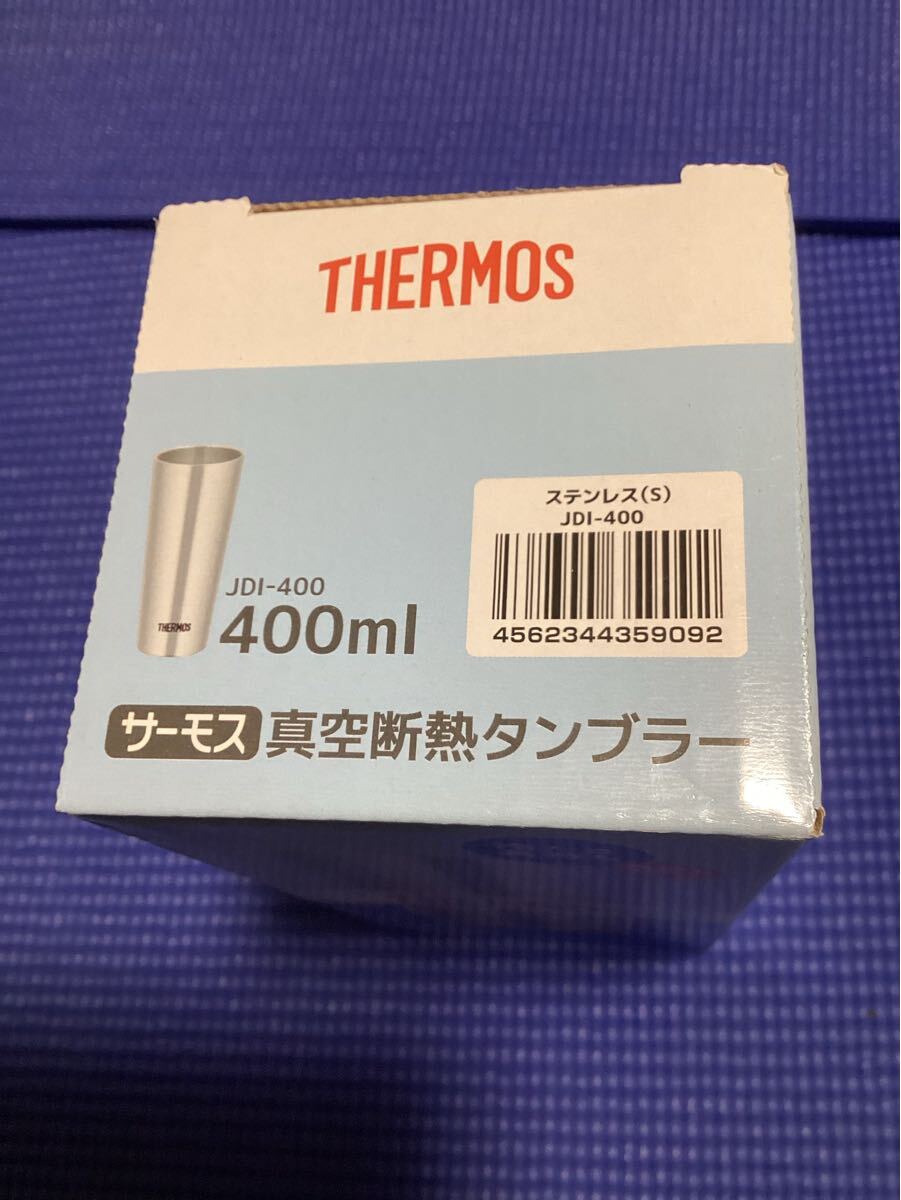 THERMOS
ステンレス(S)
JDI-400
4562344359092
THERMOS
JDI-400
400ml
サーモス 真空断熱タンブラー